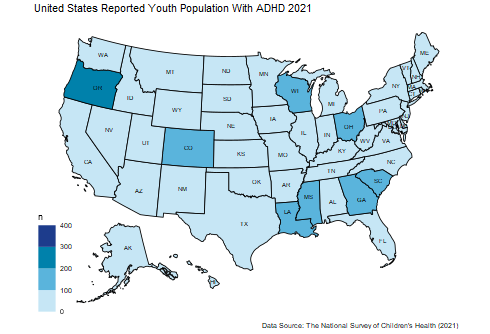 United States Reported Youth Population With ADHD 2021
WA
MT
ND
MN
ME
OR
ID
SD
WI
MI
VT
NH
NY
MA
CT
WY
NE
IA
PA
NV
UT
CO
KS
MO
IL
IN
OH
WV
VA
KY
CA
AZ
NM
OK
AR
TN
NC
SC
TX
LA
MS
AL
GA
FL
AK
HI
n
400
300
200
100
0
Data Source: The National Survey of Children's Health (2021)